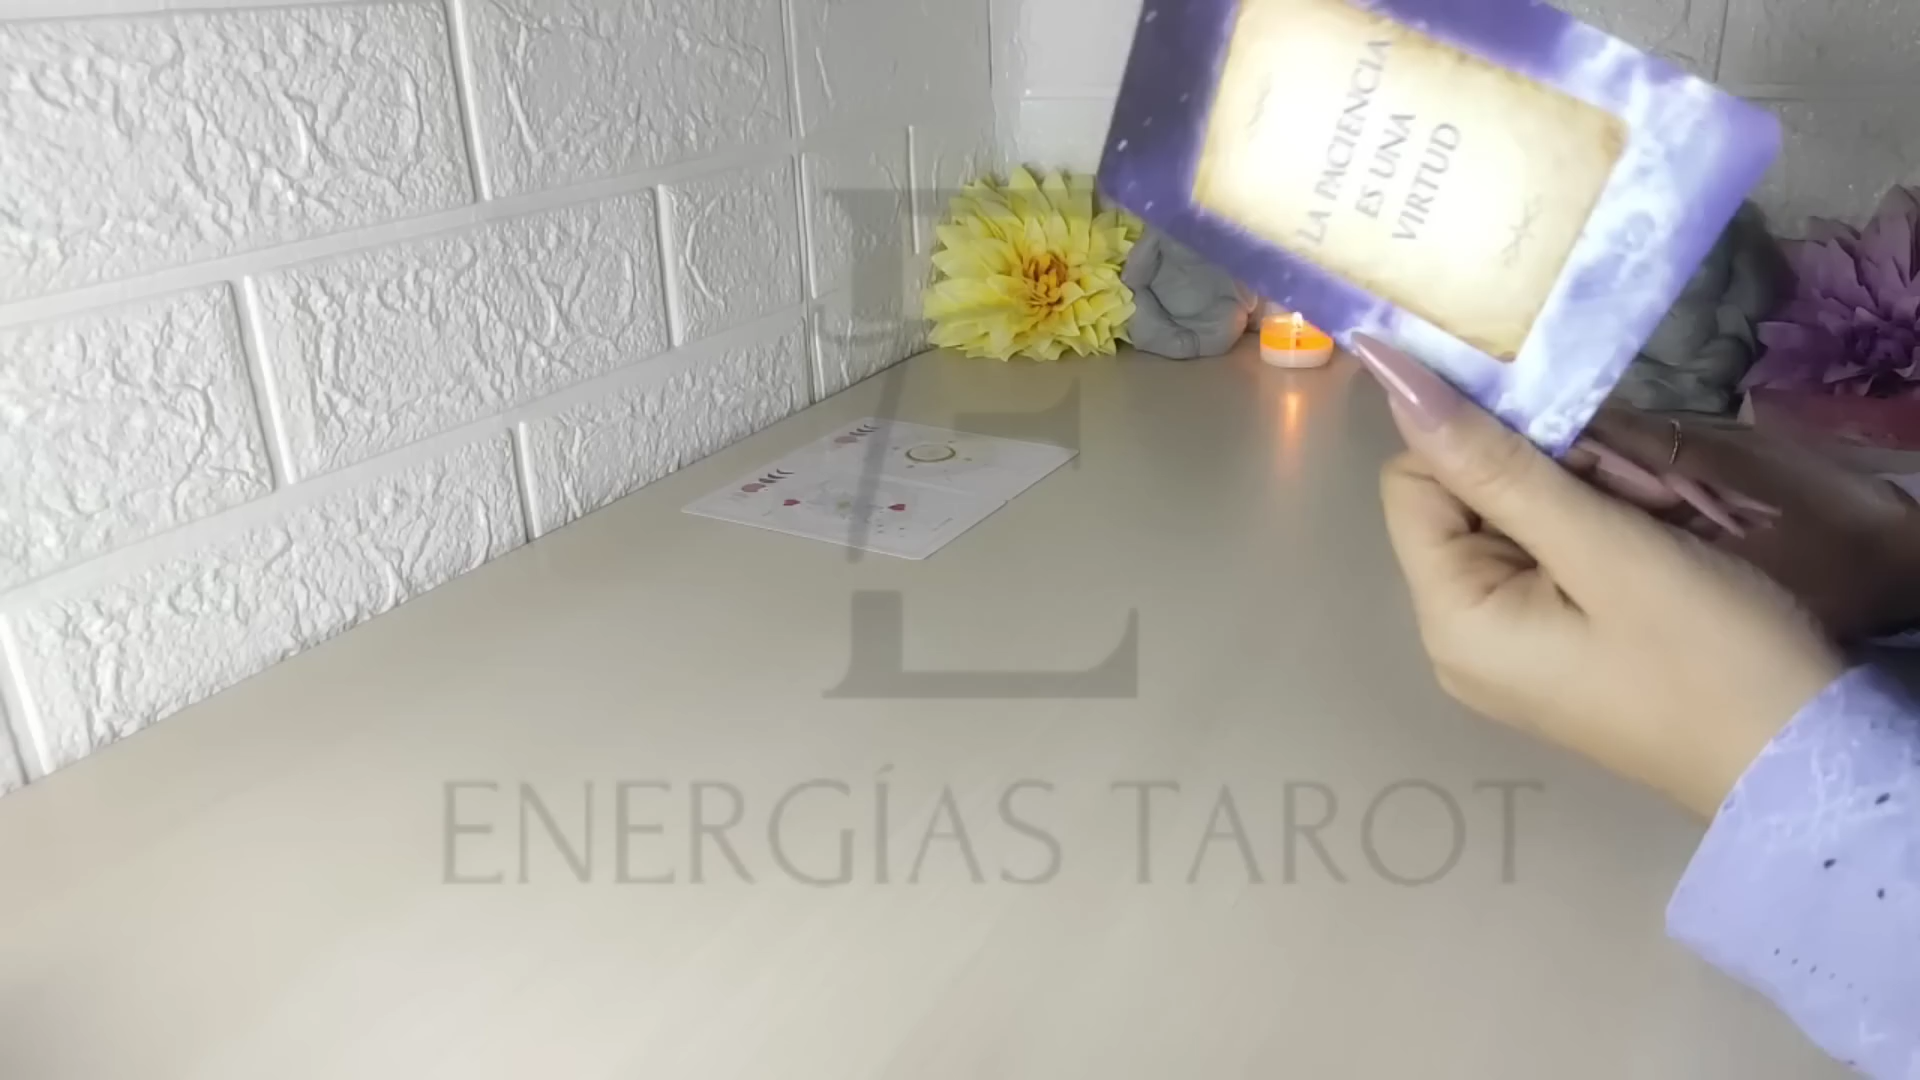 LA PACIENCIA
ES UNA
VIRTUD
E
ENERGÍAS TAROT